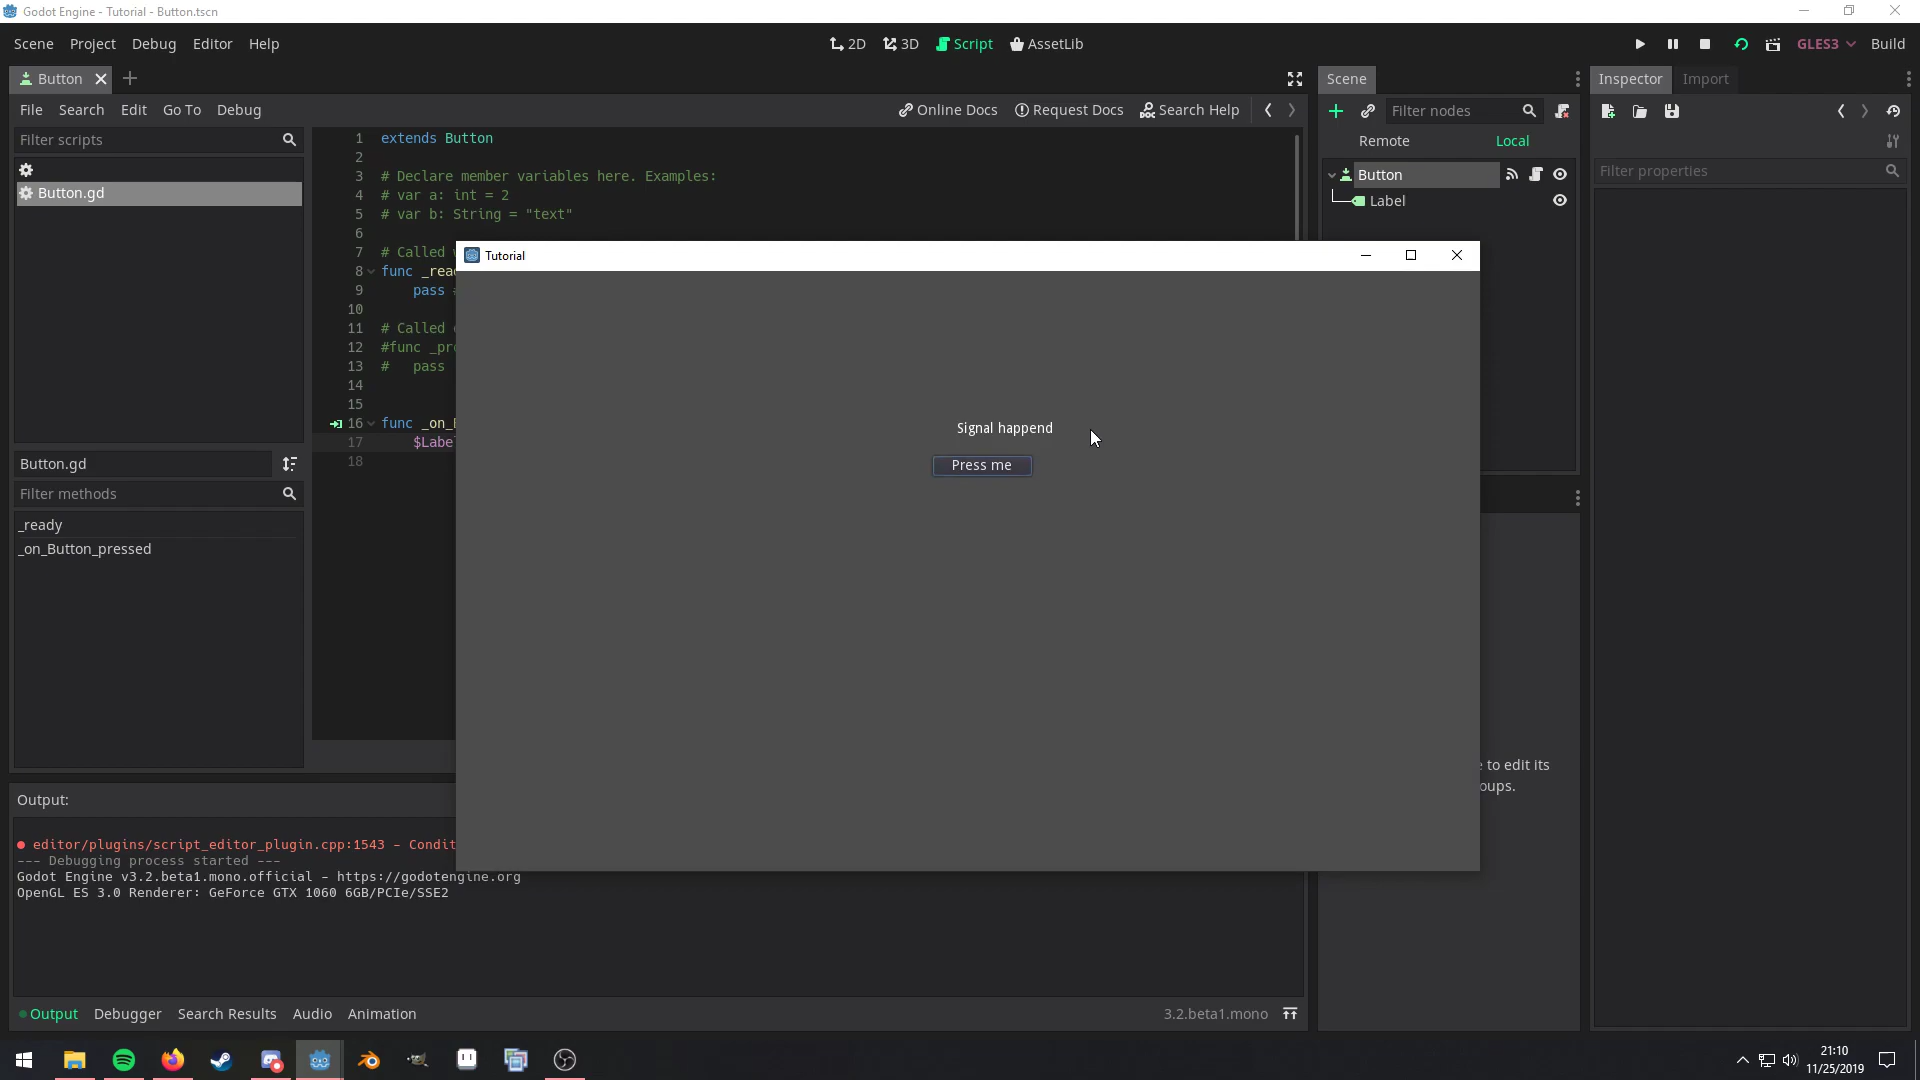 Godot Engine - Tutorial - Button.tscn
Scene Project Debug Editor Help
2D 3D Script AssetLib
GLES3 Build
Button
Scene
Inspector Import
File Search Edit Go To Debug
Online Docs Request Docs Search Help
Filter nodes
Filter scripts
Remote Local
Filter properties
Button.gd
Button
Label
1 extends Button
2
3 # Declare member variables here. Examples:
4 # var a: int = 2
5 # var b: String = "text"
6
7 # Called
8 func _rea
9 pass
10
11 # Called
12 #func _pr
13 # pass
14
15
16 func _on_
17 $Labe
18
Tutorial
Signal happend
Press me
Button.gd
Filter methods
_ready
_on_Button_pressed
to edit its
oups.
Output:
editor/plugins/script_editor_plugin.cpp:1543 - Condit
--- Debugging process started ---
Godot Engine v3.2.beta1.mono.official - https://godotengine.org
OpenGL ES 3.0 Renderer: GeForce GTX 1060 6GB/PCIe/SSE2
Output Debugger Search Results Audio Animation
3.2.beta1.mono
21:10
11/25/2019